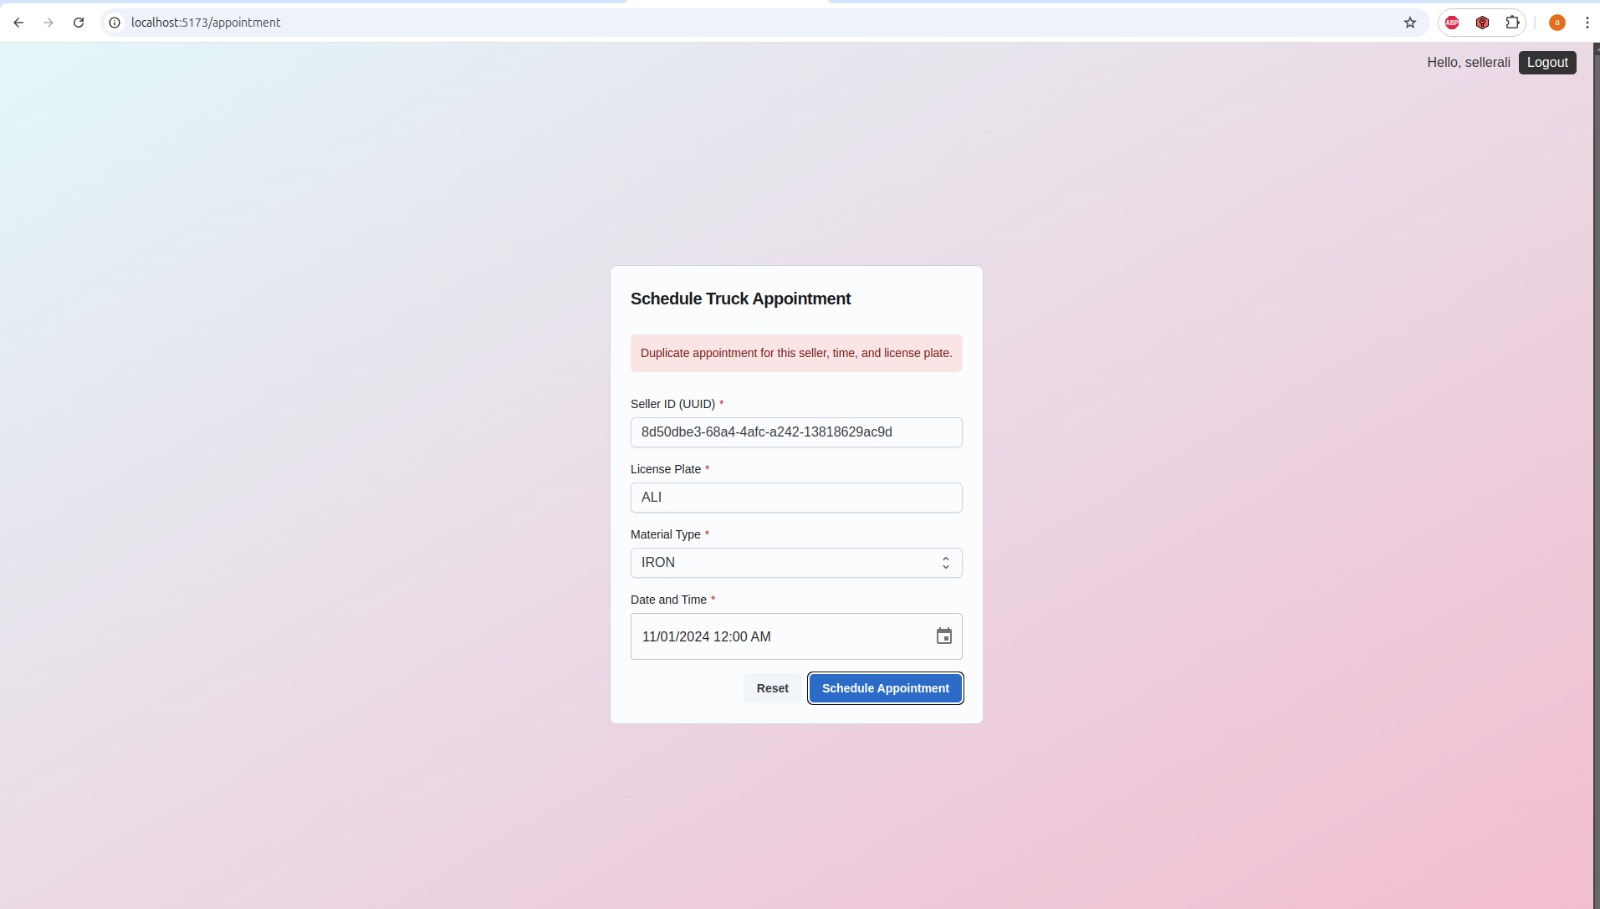 localhost:5173/appointment
ABP
a
Hello, sellerali
Logout
Schedule Truck Appointment
Duplicate appointment for this seller, time, and license plate.
Seller ID (UUID) *
8d50dbe3-68a4-4afc-a242-13818629ac9d
License Plate *
ALI
Material Type *
IRON
Date and Time *
11/01/2024 12:00 AM
Reset
Schedule Appointment